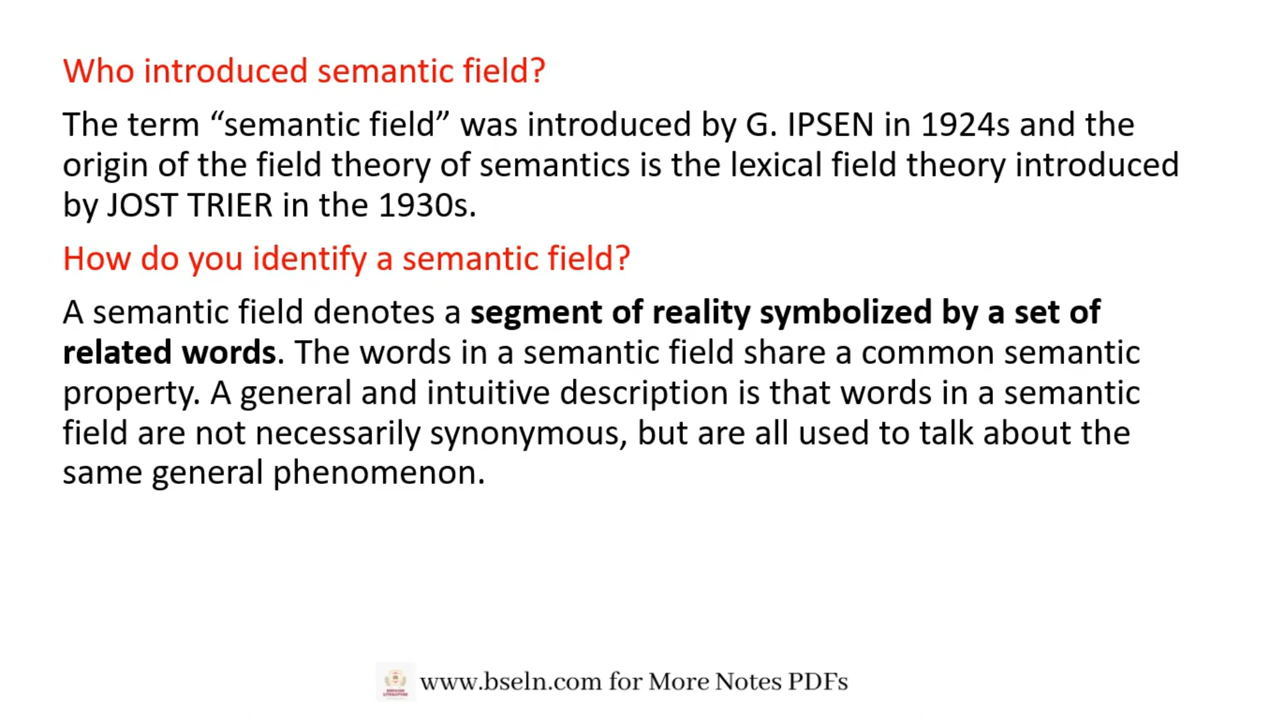 Who introduced semantic field?
The term “semantic field” was introduced by G. IPSEN in 1924s and the
origin of the field theory of semantics is the lexical field theory introduced
by JOST TRIER in the 1930s.
How do you identify a semantic field?
A semantic field denotes a segment of reality symbolized by a set of
related words. The words in a semantic field share a common semantic
property. A general and intuitive description is that words in a semantic
field are not necessarily synonymous, but are all used to talk about the
same general phenomenon.
www.bseln.com for More Notes PDFs